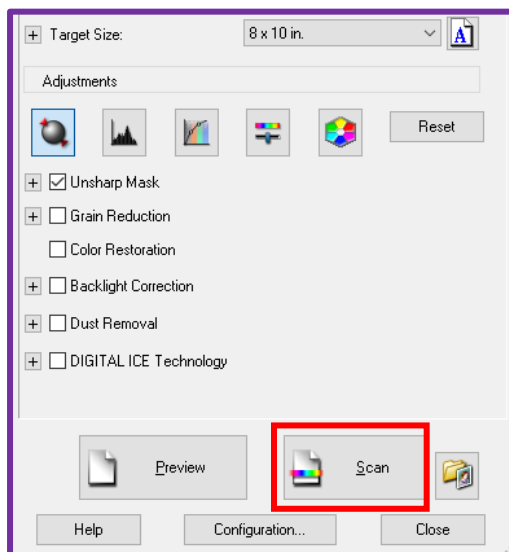 Target Size: 8 x 10 in. A
Adjustments
Reset
Unsharp Mask
Grain Reduction
Color Restoration
Backlight Correction
Dust Removal
DIGITAL ICE Technology
Preview Scan
Help Configuration... Close